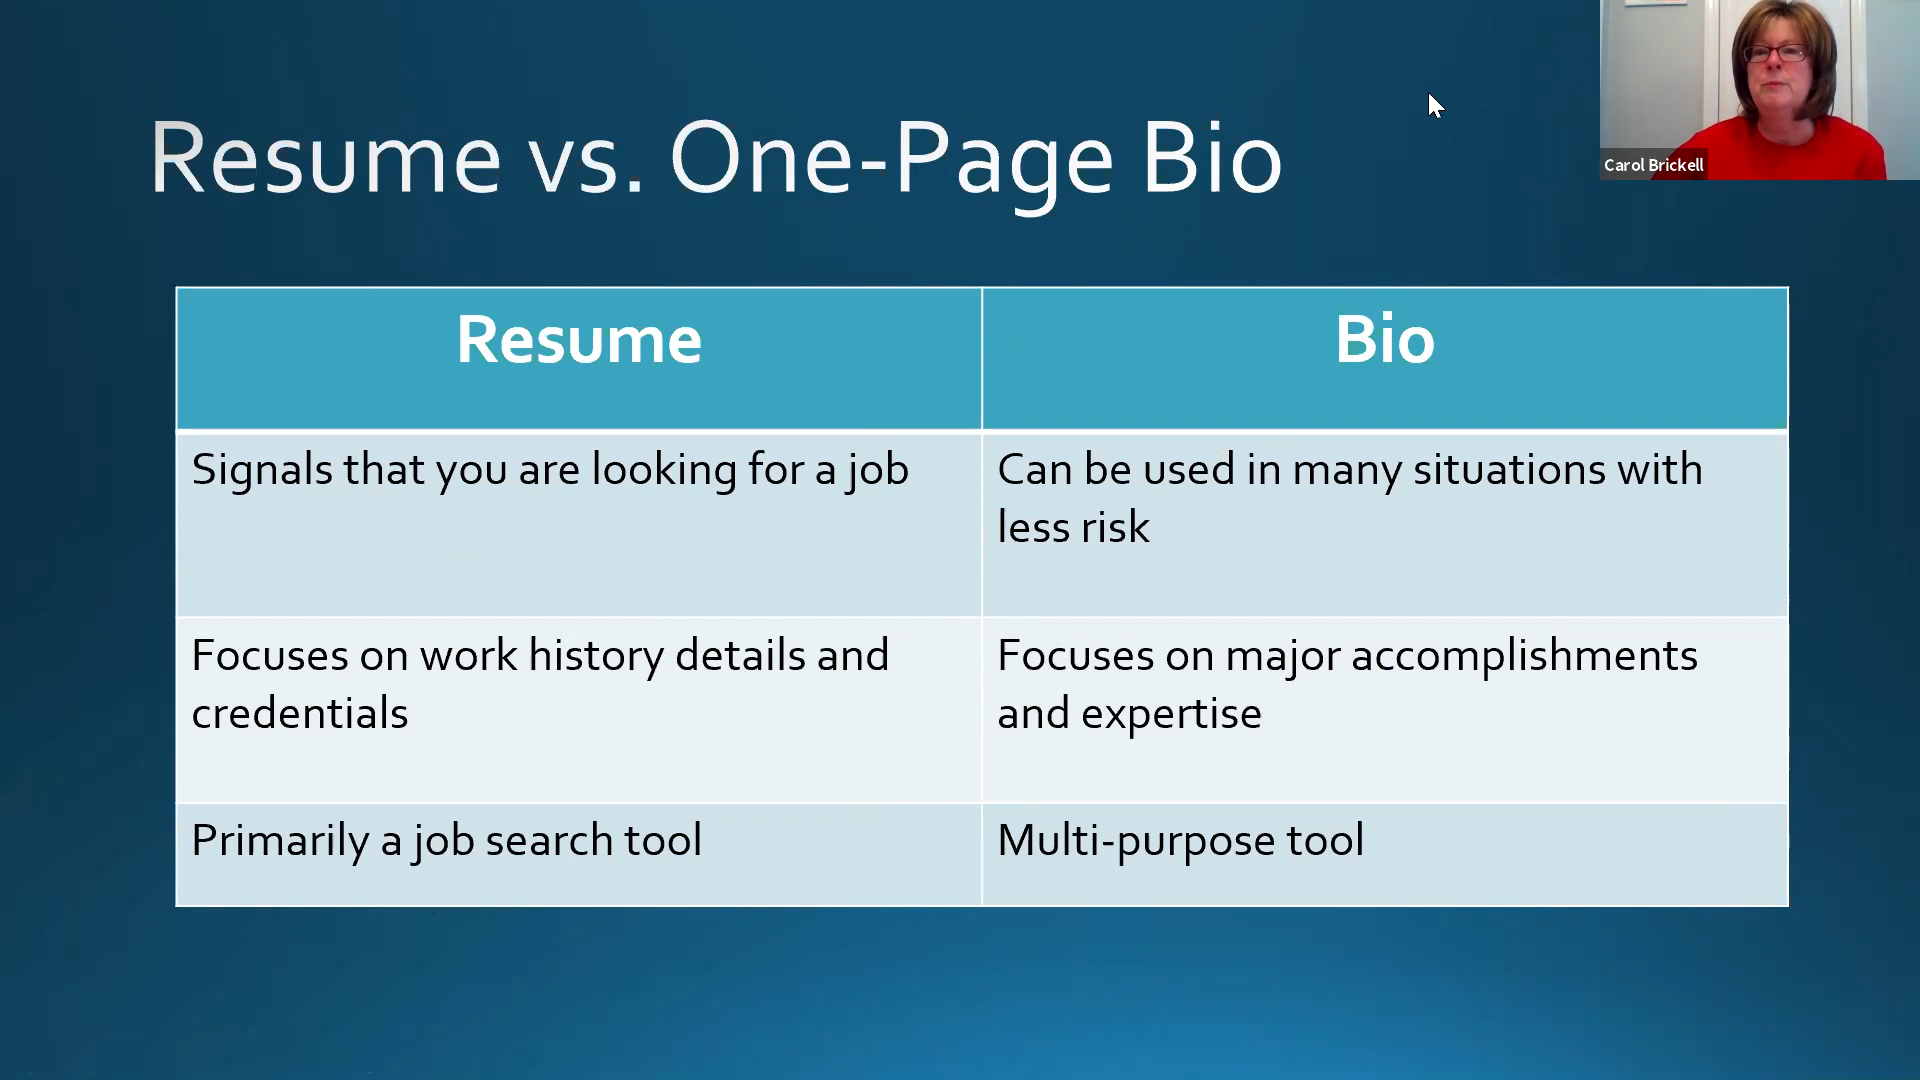 Resume vs. One-Page Bio
Carol Brickell
Resume
Bio
Signals that you are looking for a job
Can be used in many situations with
less risk
Focuses on work history details and
credentials
Focuses on major accomplishments
and expertise
Primarily a job search tool
Multi-purpose tool